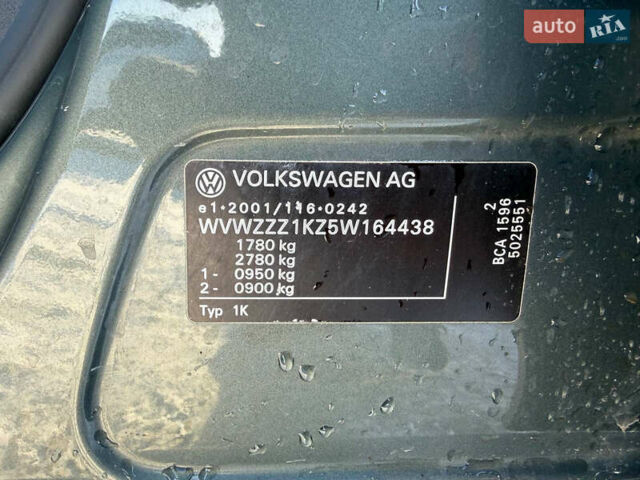 auto RIA .com
VOLKSWAGEN AG
e1*2001/116*0242
WVWZZZ1KZ5W164438
1780 kg
2780 kg
1- 0950 kg
2- 0900 kg
Typ 1K
2
BCA 1596
5025551